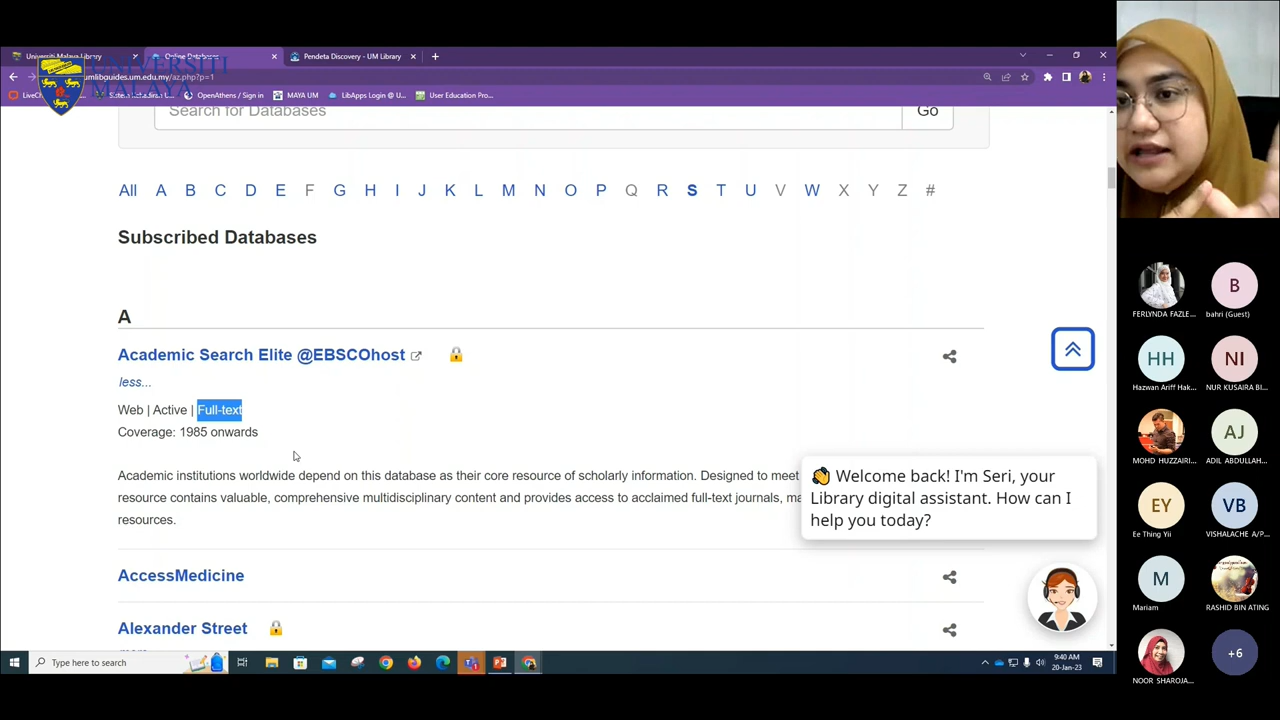 Universiti Malaya Library
Online Databases
Pendeta Discovery - UM Library
umlibguides.um.edu.my/az.php?p=1
UNIVERSITI
MALAYA
LiveC
OpenAthens / Sign in
MAYA UM
LibApps Login @ U...
User Education Pro...
Search for Databases
Go
All A B C D E F G H I J K L M N O P Q R S T U V W X Y Z #
Subscribed Databases
A
Academic Search Elite @EBSCOhost
less...
Web | Active | Full-text
Coverage: 1985 onwards
Academic institutions worldwide depend on this database as their core resource of scholarly information. Designed to meet
resource contains valuable, comprehensive multidisciplinary content and provides access to acclaimed full-text journals, ma
resources.
👋 Welcome back! I'm Seri, your
Library digital assistant. How can I
help you today?
AccessMedicine
Alexander Street
Type here to search
9:40 AM
20-Jan-23
FERLYNDA FAZLE...
B
bahri (Guest)
HH
Hazwan Ariff Hak...
NI
NUR KUSAIRA BI...
MOHD HUZZAIRI...
AJ
ADIL ABDULLAH...
EY
Ee Thing Yii
VB
VISHALACHE A/P...
M
Mariam
RASHID BIN ATING
NOOR SHAROJA...
+6